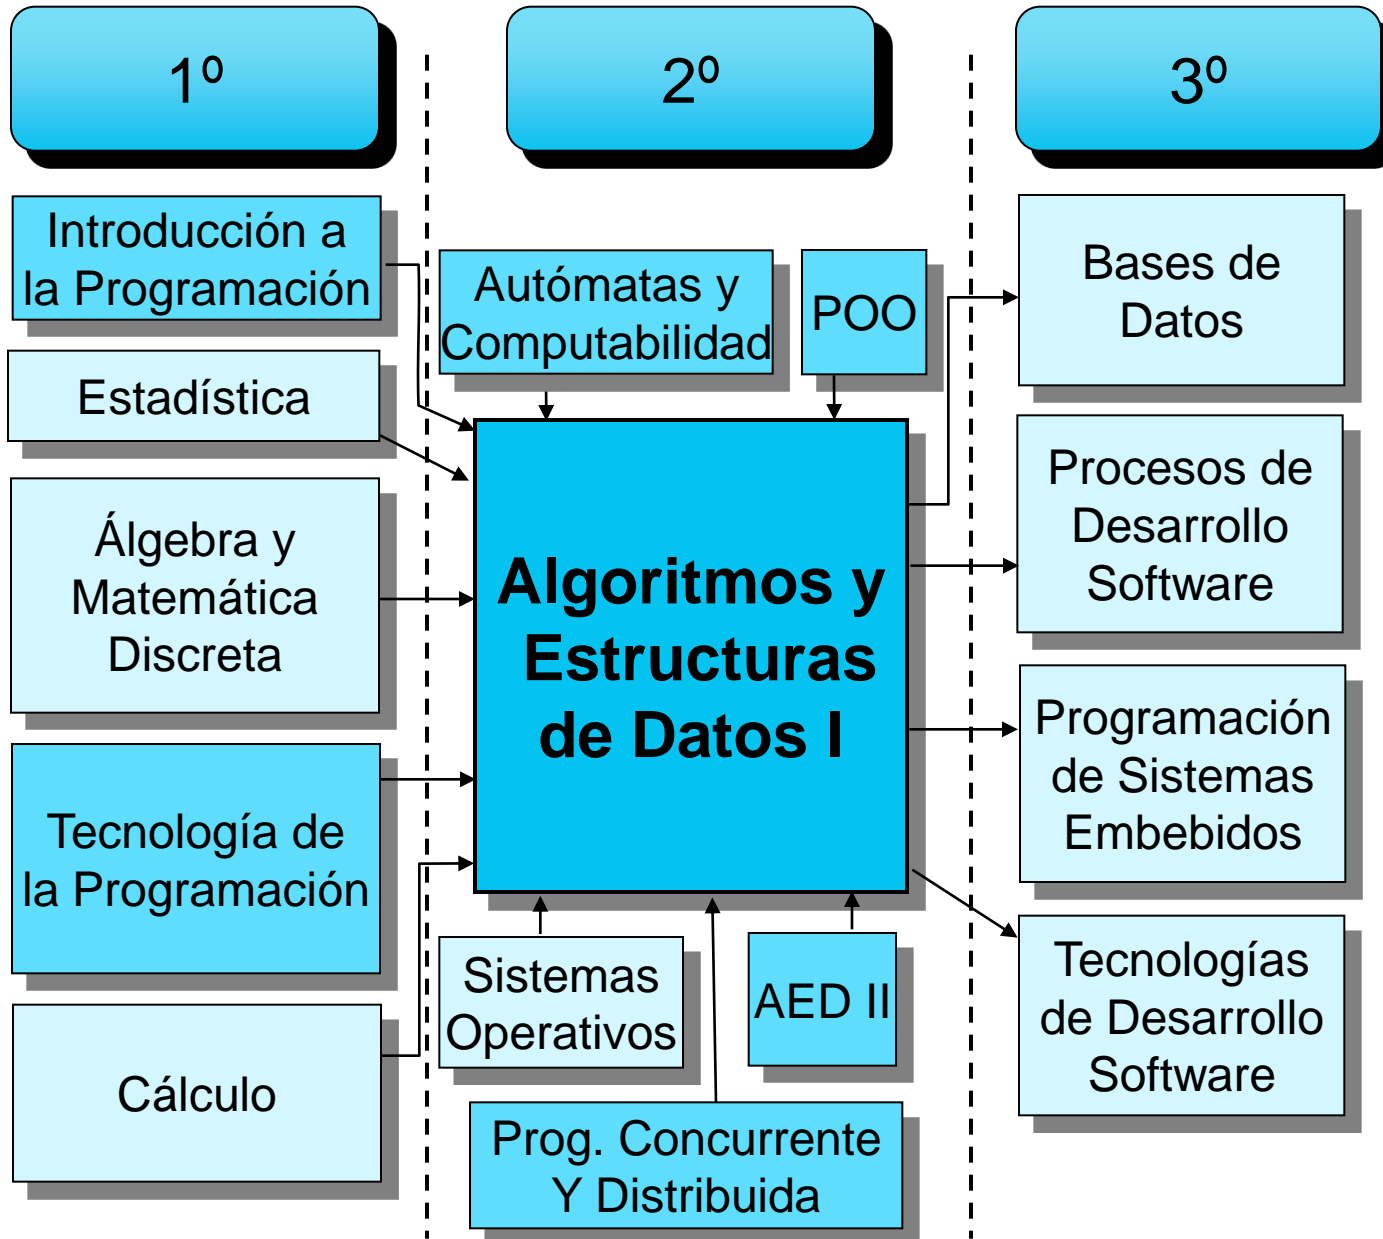 1º
2º
3º
Introducción a
la Programación
Estadística
Álgebra y
Matemática
Discreta
Tecnología de
la Programación
Cálculo
Autómatas y
Computabilidad
POO
Algoritmos y
Estructuras
de Datos I
Sistemas
Operativos
AED II
Prog. Concurrente
Y Distribuida
Bases de
Datos
Procesos de
Desarrollo
Software
Programación
de Sistemas
Embebidos
Tecnologías
de Desarrollo
Software